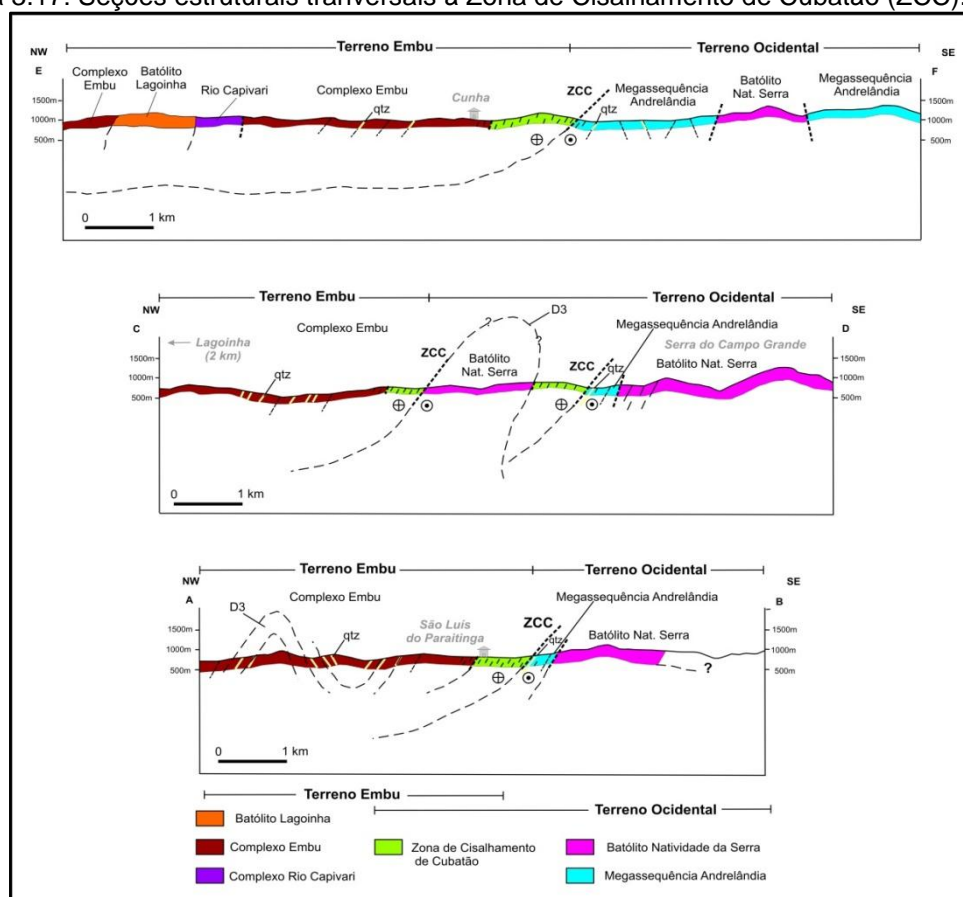 3.17. Seções estruturais tranversais à Zona de Cisalhamento de Cubatão (ZCC).
Terreno Embu
Terreno Ocidental
NW
SE
E
F
Complexo
Embu
Batólito
Lagoinha
Rio Capivari
Complexo Embu
qtz
Cunha
ZCC
qtz
Megassequência
Andrelândia
Batólito
Nat. Serra
Megassequência
Andrelândia
1500m
1000m
500m
1500m
1000m
500m
0 1 km
Terreno Embu
Terreno Ocidental
NW
SE
C
D
Complexo Embu
D3
Megassequência Andrelândia
Lagoinha
(2 km)
?
?
ZCC
Batólito
Nat. Serra
ZCC
qtz
Serra do Campo Grande
Batólito Nat. Serra
qtz
1500m
1000m
500m
1500m
1000m
500m
0 1 km
Terreno Embu
Terreno Ocidental
NW
SE
A
B
Complexo Embu
Megassequência Andrelândia
D3
qtz
São Luís
do Paraitinga
ZCC
qtz
Batólito Nat. Serra
1500m
1000m
500m
1500m
1000m
500m
?
0 1 km
Terreno Embu
Terreno Ocidental
Batólito Lagoinha
Complexo Embu
Zona de Cisalhamento
de Cubatão
Batólito Natividade da Serra
Complexo Rio Capivari
Megassequência Andrelândia